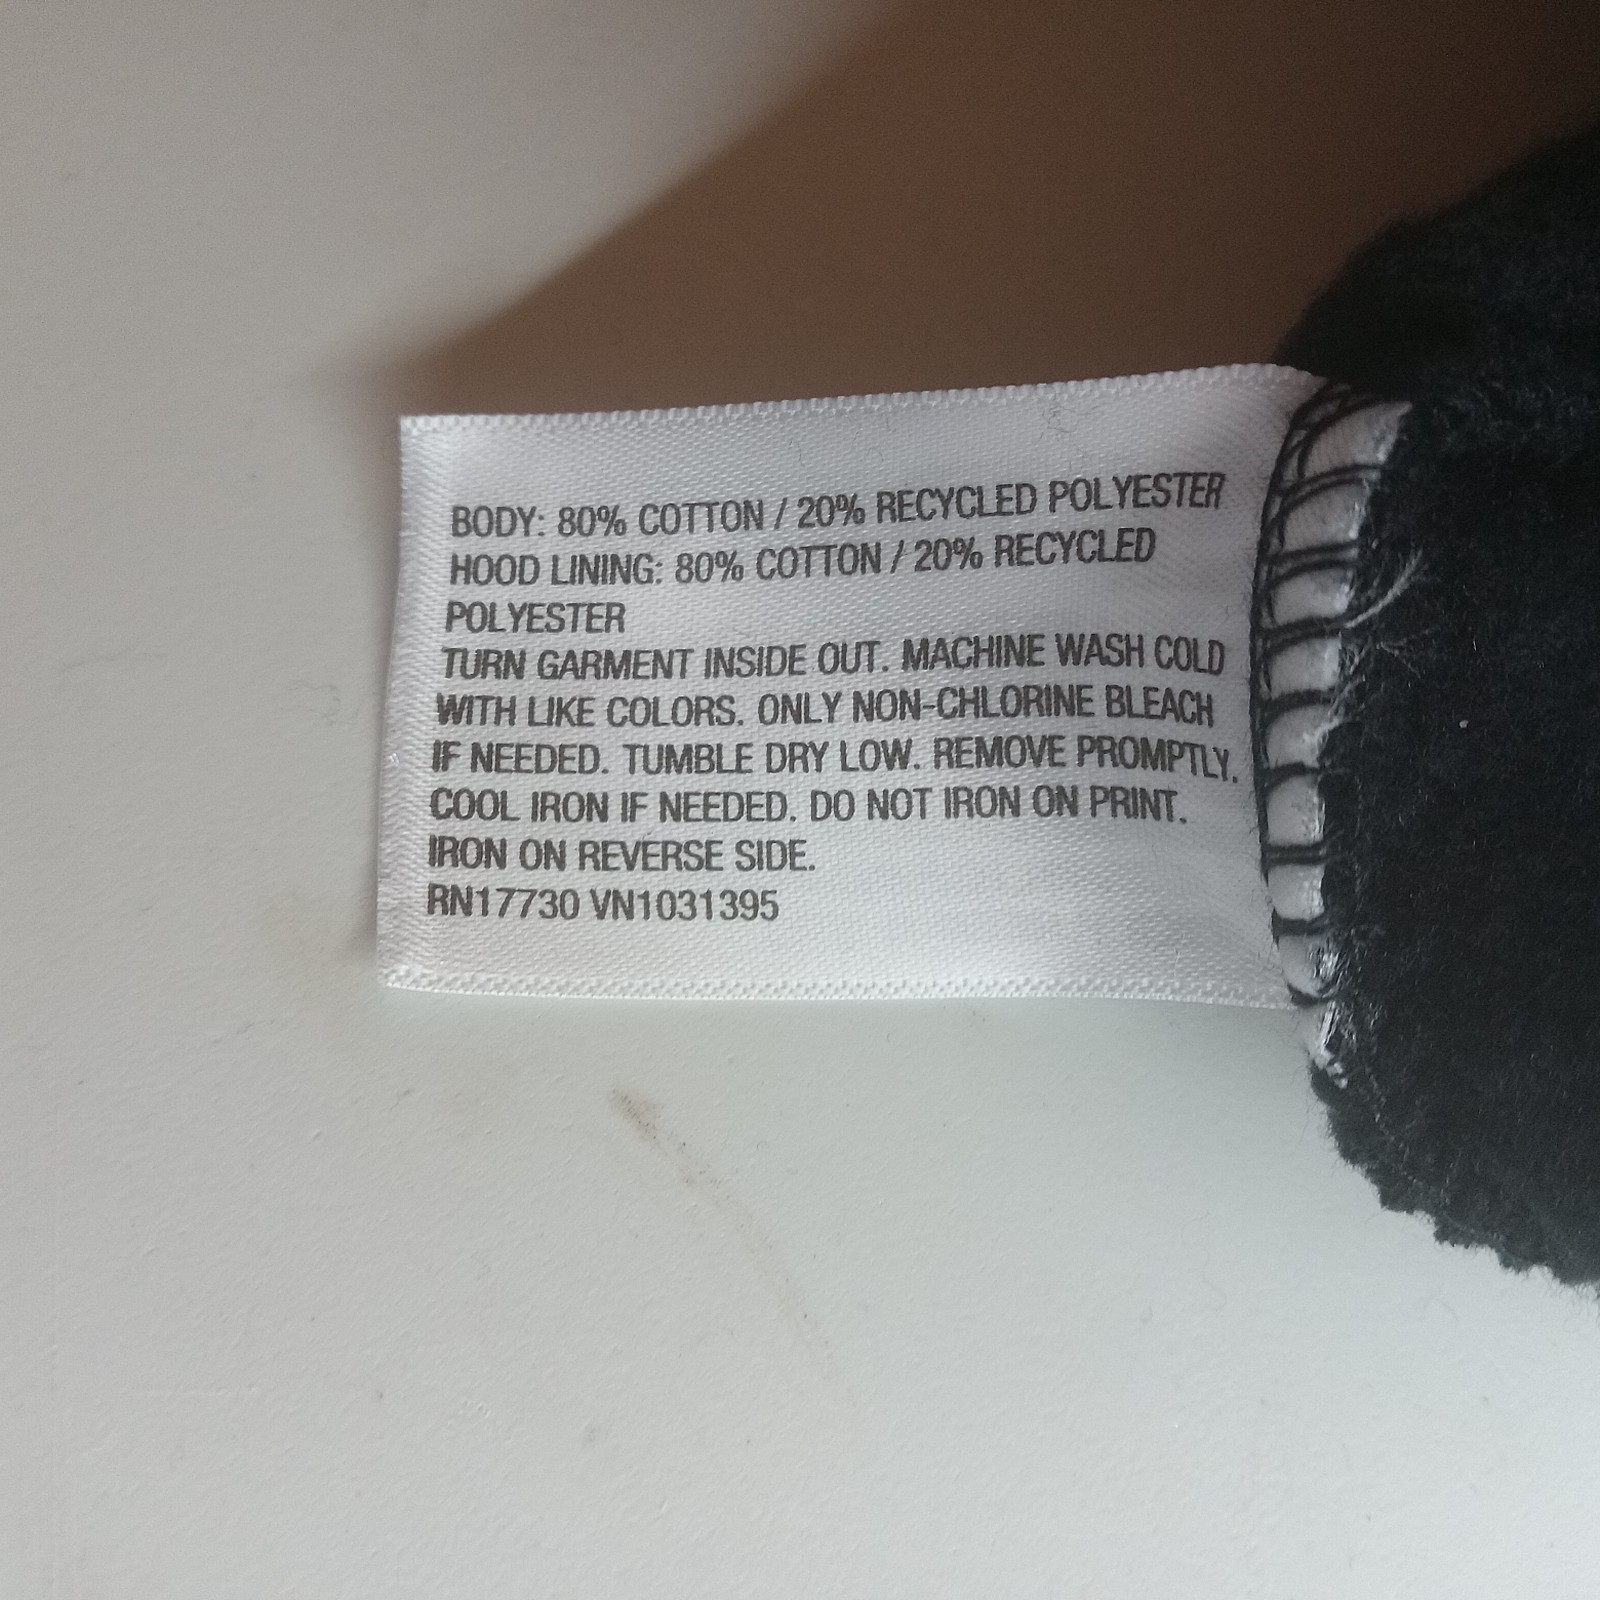 BODY: 80% COTTON / 20% RECYCLED POLYESTER
HOOD LINING: 80% COTTON / 20% RECYCLED
POLYESTER
TURN GARMENT INSIDE OUT. MACHINE WASH COLD
WITH LIKE COLORS. ONLY NON-CHLORINE BLEACH
IF NEEDED. TUMBLE DRY LOW. REMOVE PROMPTLY.
COOL IRON IF NEEDED. DO NOT IRON ON PRINT.
IRON ON REVERSE SIDE.
RN17730 VN1031395